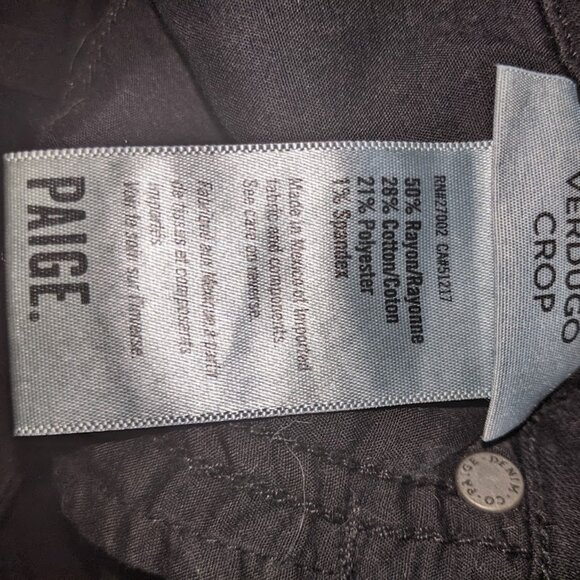 VERDUGO
CROP
RN#27002 CA#51217
50% Rayon/Rayonne
28% Cotton/Coton
21% Polyester
1% Spandex
Made in Mexico of Imported
fabric and components.
See care on reverse.
Fabriqué au Mexique à partir
de tissus et composants
importés.
Voir le soin sur l'inverse.
PAIGE.
PAIGE DENIM. CO.